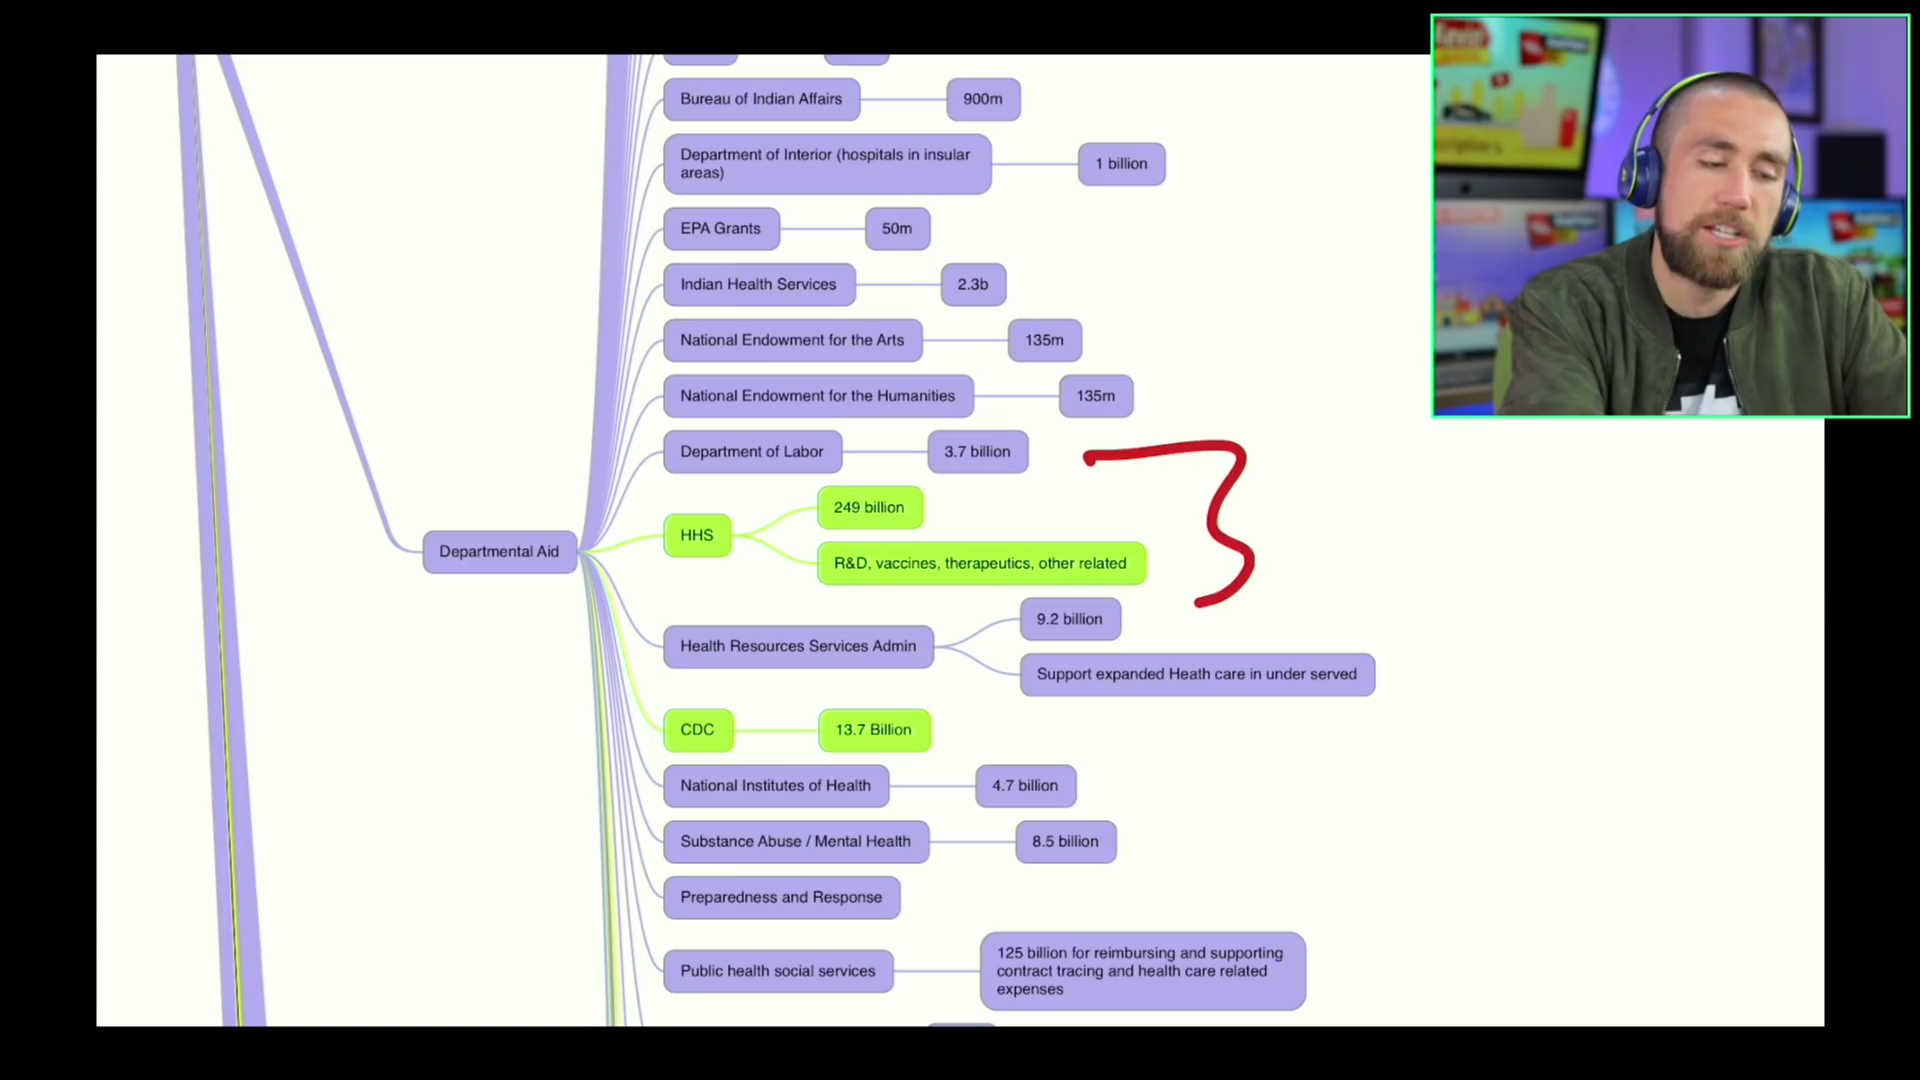 Bureau of Indian Affairs
900m
Department of Interior (hospitals in insular
areas)
1 billion
EPA Grants
50m
Indian Health Services
2.3b
National Endowment for the Arts
135m
National Endowment for the Humanities
135m
Department of Labor
3.7 billion
Departmental Aid
HHS
249 billion
R&D, vaccines, therapeutics, other related
Health Resources Services Admin
9.2 billion
Support expanded Heath care in under served
CDC
13.7 Billion
National Institutes of Health
4.7 billion
Substance Abuse / Mental Health
8.5 billion
Preparedness and Response
Public health social services
125 billion for reimbursing and supporting
contract tracing and health care related
expenses
Kevin